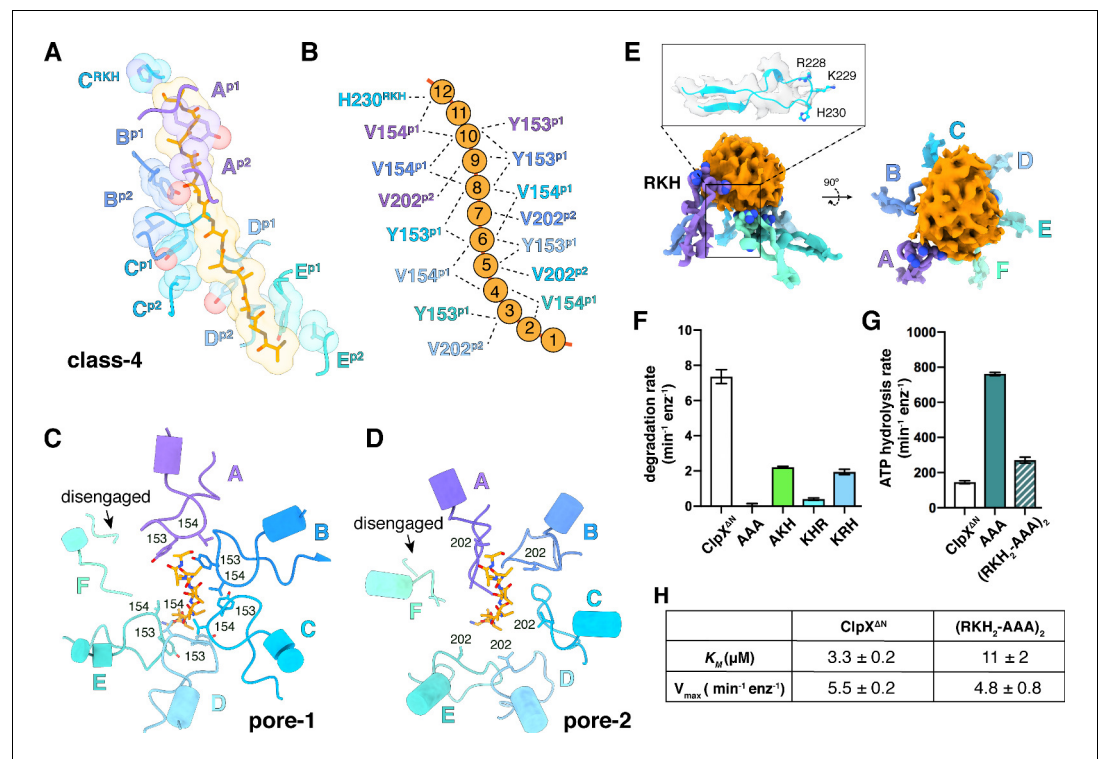 A
C^RKH
A^p1
B^p1
A^p2
B^p2
D^p1
C^p1
E^p1
C^p2
D^p2
E^p2
class-4
B
12
H230^RKH
11
V154^p1
10
Y153^p1
V154^p1
9
Y153^p1
V202^p2
8
V154^p1
7
V202^p2
Y153^p1
6
Y153^p1
V154^p1
5
V202^p2
4
V154^p1
Y153^p1
3
2
1
V202^p2
E
R228
K229
H230
RKH
90º
C
B
D
E
A
F
C
A
disengaged
154
153
B
153
154
F
154
154
153
154
153
C
153
E
D
pore-1
D
A
disengaged
202
B
202
F
C
202
202
202
D
E
pore-2
F
degradation rate
(min⁻¹ enz⁻¹)
10
8
6
4
2
0
ClpX^ΔN
AAA
AKH
KHR
KRH
G
ATP hydrolysis rate
(min⁻¹ enz⁻¹)
1000
800
600
400
200
0
ClpX^ΔN
AAA
(RKH₂-AAA)₂
H
ClpX^ΔN (RKH₂-AAA)₂
K_M (µM) 3.3 ± 0.2 11 ± 2
V_max ( min⁻¹ enz⁻¹) 5.5 ± 0.2 4.8 ± 0.8